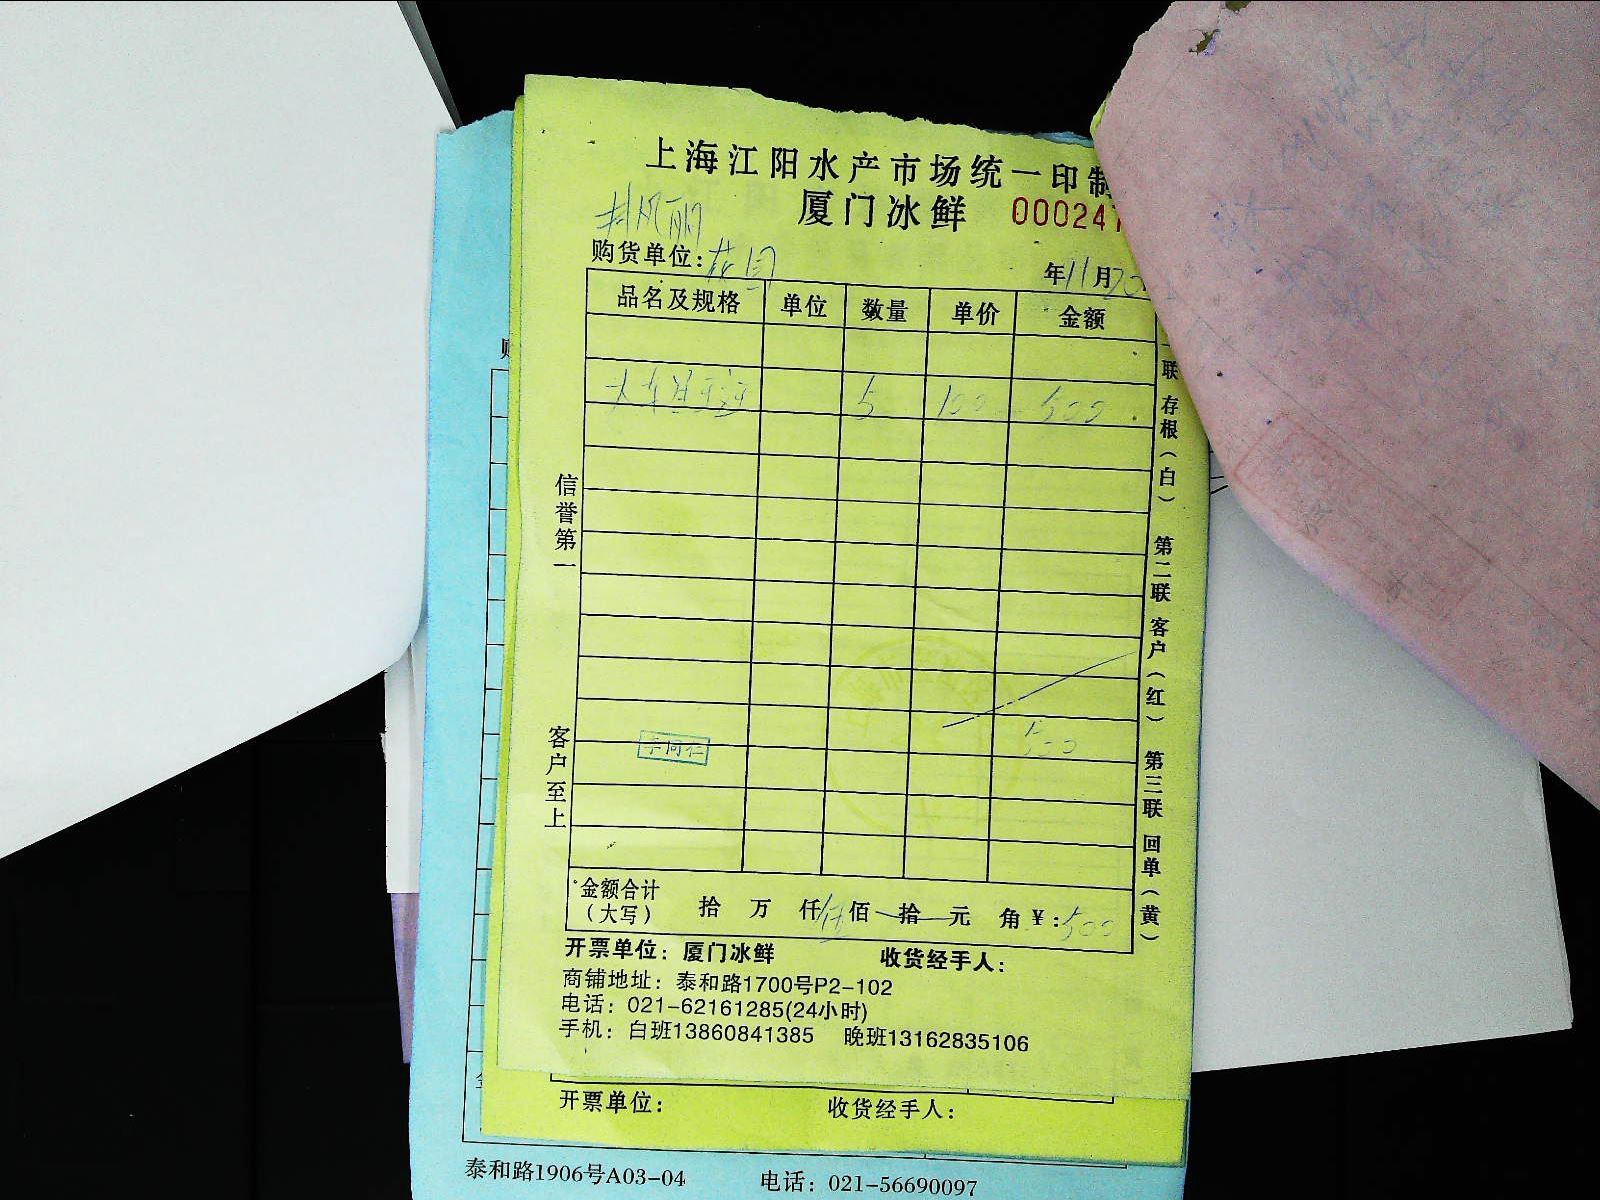 上海江阳水产市场统一印制
厦门冰鲜 000247
购货单位:
年11月20
品名及规格 单位 数量 单价 金额
5 100 500
500
信誉第一
客户至上
联 存根（白） 第二联 客户（红） 第三联 回单（黄）
李同仁
金额合计（大写） 拾 万 仟伍佰 拾 元 角 ¥:500
开票单位：厦门冰鲜 收货经手人：
商铺地址：泰和路1700号P2-102
电话：021-62161285(24小时)
手机：白班13860841385 晚班13162835106
开票单位： 收货经手人：
泰和路1906号A03-04 电话：021-56690097